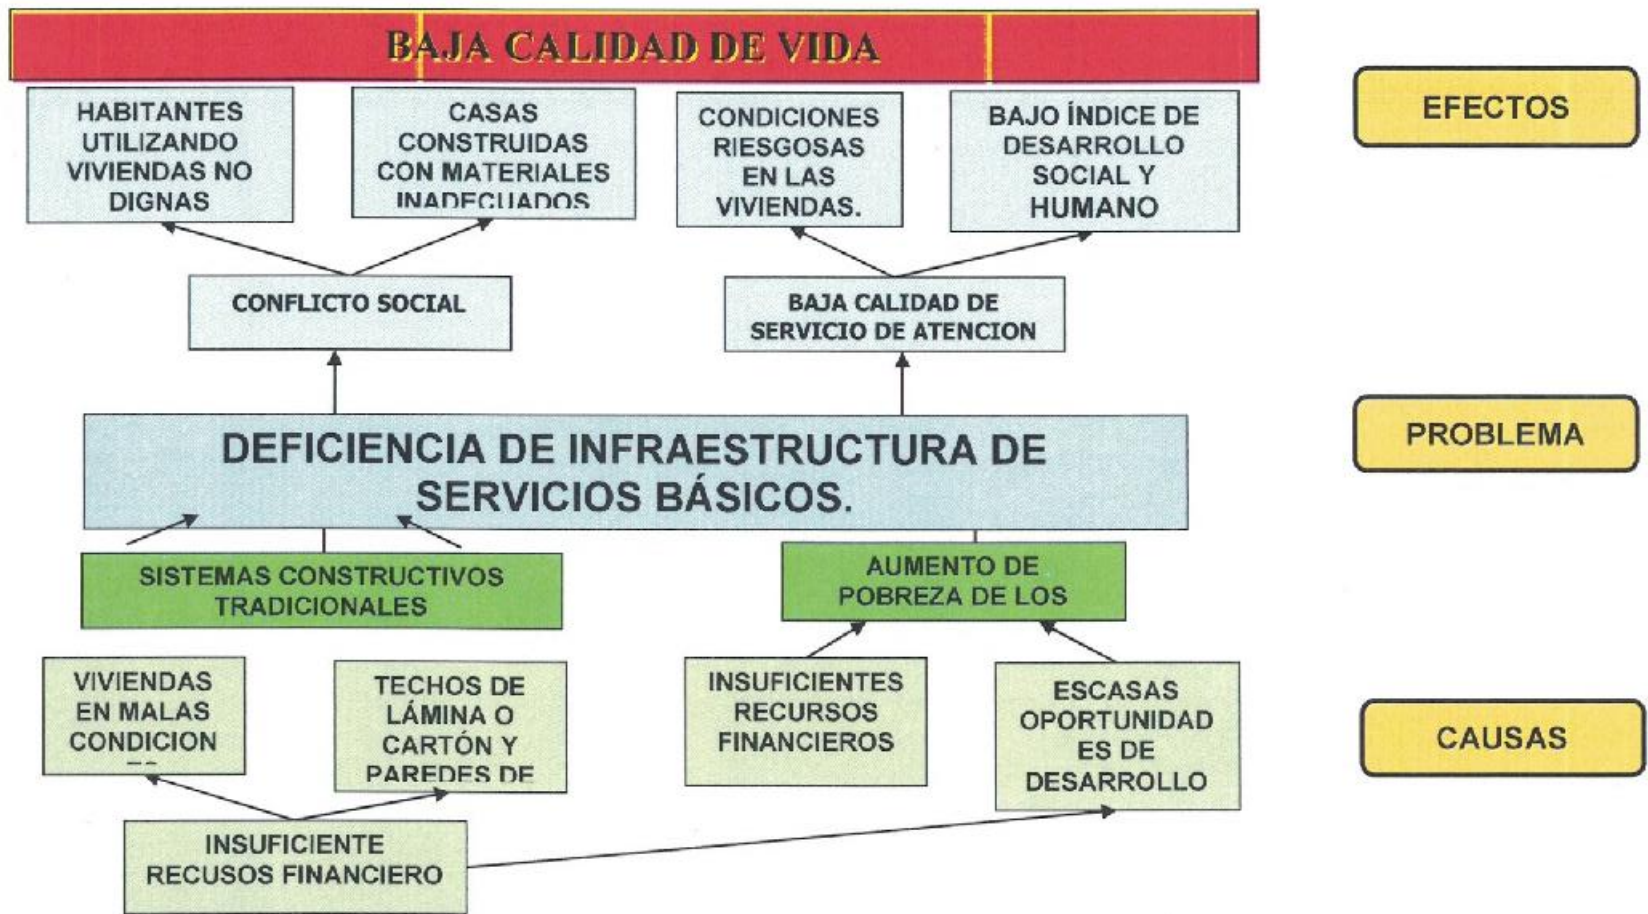 BAJA CALIDAD DE VIDA
HABITANTES
UTILIZANDO
VIVIENDAS NO
DIGNAS
CASAS
CONSTRUIDAS
CON MATERIALES
INADECUADOS
CONDICIONES
RIESGOSAS
EN LAS
VIVIENDAS.
BAJO ÍNDICE DE
DESARROLLO
SOCIAL Y
HUMANO
EFECTOS
CONFLICTO SOCIAL
BAJA CALIDAD DE
SERVICIO DE ATENCION
DEFICIENCIA DE INFRAESTRUCTURA DE
SERVICIOS BÁSICOS.
PROBLEMA
SISTEMAS CONSTRUCTIVOS
TRADICIONALES
AUMENTO DE
POBREZA DE LOS
VIVIENDAS
EN MALAS
CONDICION
TECHOS DE
LÁMINA O
CARTÓN Y
PAREDES DE
INSUFICIENTES
RECURSOS
FINANCIEROS
ESCASAS
OPORTUNIDAD
ES DE
DESARROLLO
CAUSAS
INSUFICIENTE
RECUSOS FINANCIERO